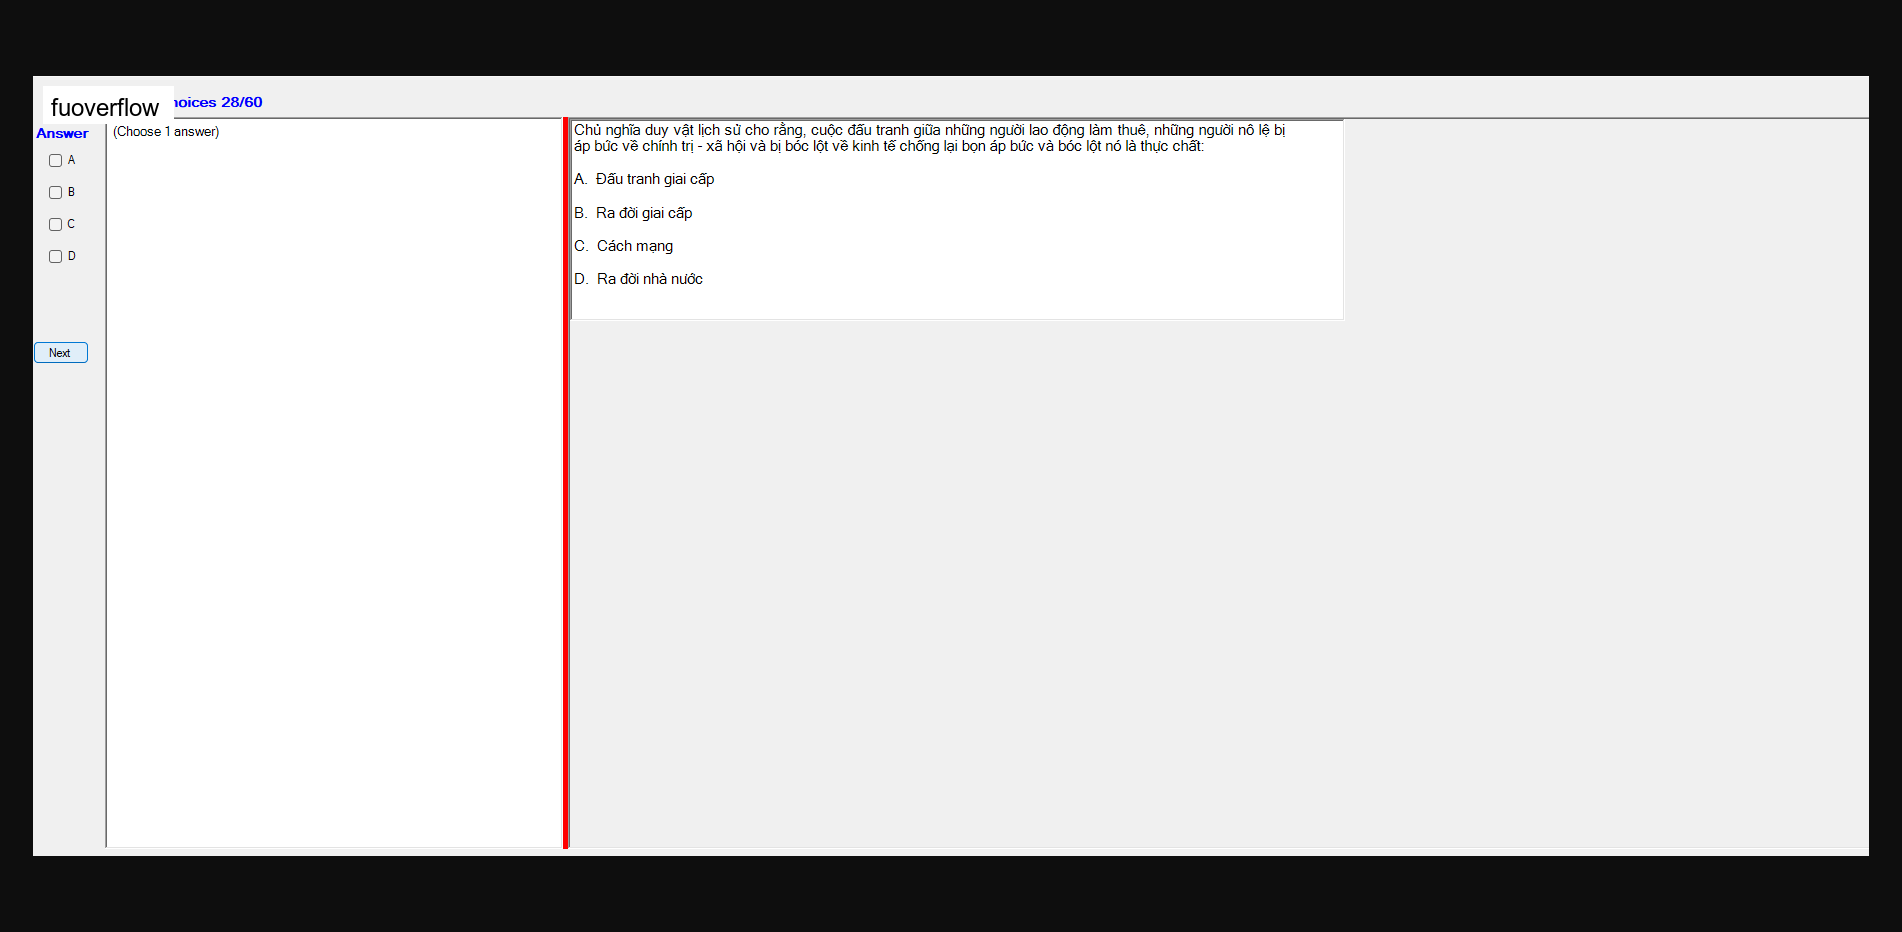 fuoverflow
hoices 28/60
Answer
(Choose 1 answer)
A
B
C
D
Next
Chủ nghĩa duy vật lịch sử cho rằng, cuộc đấu tranh giữa những người lao động làm thuê, những người nô lệ bị
áp bức về chính trị - xã hội và bị bóc lột về kinh tế chống lại bọn áp bức và bóc lột nó là thực chất:
A. Đấu tranh giai cấp
B. Ra đời giai cấp
C. Cách mạng
D. Ra đời nhà nước